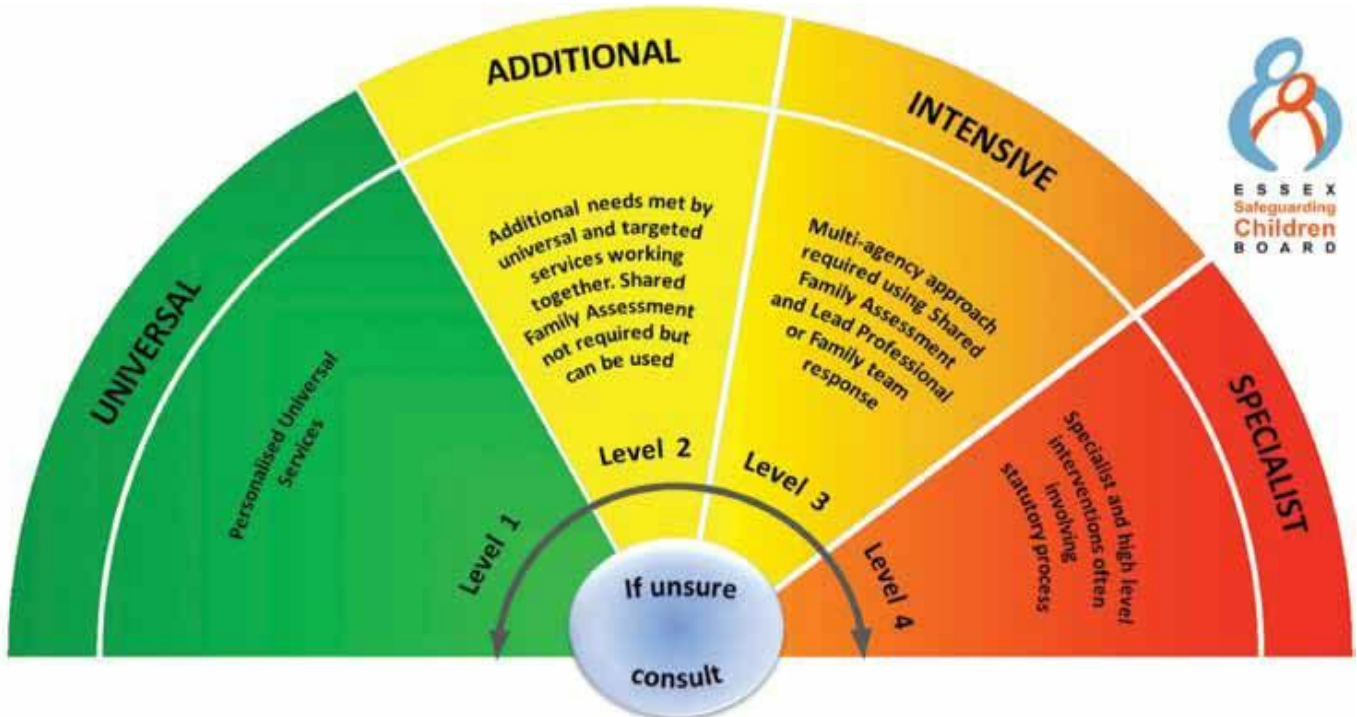 UNIVERSAL
Personalised Universal
Services
Level 1
ADDITIONAL
Additional needs met by
universal and targeted
services working
together. Shared
Family Assessment
not required but
can be used
Level 2
INTENSIVE
Multi-agency approach
required using Shared
Family Assessment
and Lead Professional
or Family team
response
Level 3
SPECIALIST
Specialist and high level
interventions often
involving
statutory process
Level 4
If unsure
consult
ESSEX
Safeguarding
Children
BOARD